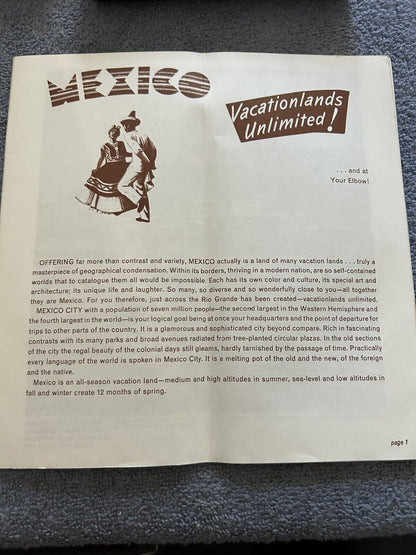 MEXICO
Vacationlands
Unlimited!
. . . and at
Your Elbow!
OFFERING far more than contrast and variety, MEXICO actually is a land of many vacation lands . . . truly a
masterpiece of geographical condensation. Within its borders, thriving in a modern nation, are so self-contained
worlds that to catalogue them all would be impossible. Each has its own color and culture, its special art and
architecture; its unique life and laughter. So many, so diverse and so wonderfully close to you—all together
they are Mexico. For you therefore, just across the Rio Grande has been created—vacationlands unlimited.
MEXICO CITY with a population of seven million people—the second largest in the Western Hemisphere and
the fourth largest in the world—is your logical goal being at once your headquarters and the point of departure for
trips to other parts of the country. It is a glamorous and sophisticated city beyond compare. Rich in fascinating
contrasts with its many parks and broad avenues radiated from tree-planted circular plazas. In the old sections
of the city the regal beauty of the colonial days still gleams, hardly tarnished by the passage of time. Practically
every language of the world is spoken in Mexico City. It is a melting pot of the old and the new, of the foreign
and the native.
Mexico is an all-season vacation land—medium and high altitudes in summer, sea-level and low altitudes in
fall and winter create 12 months of spring.
page 1